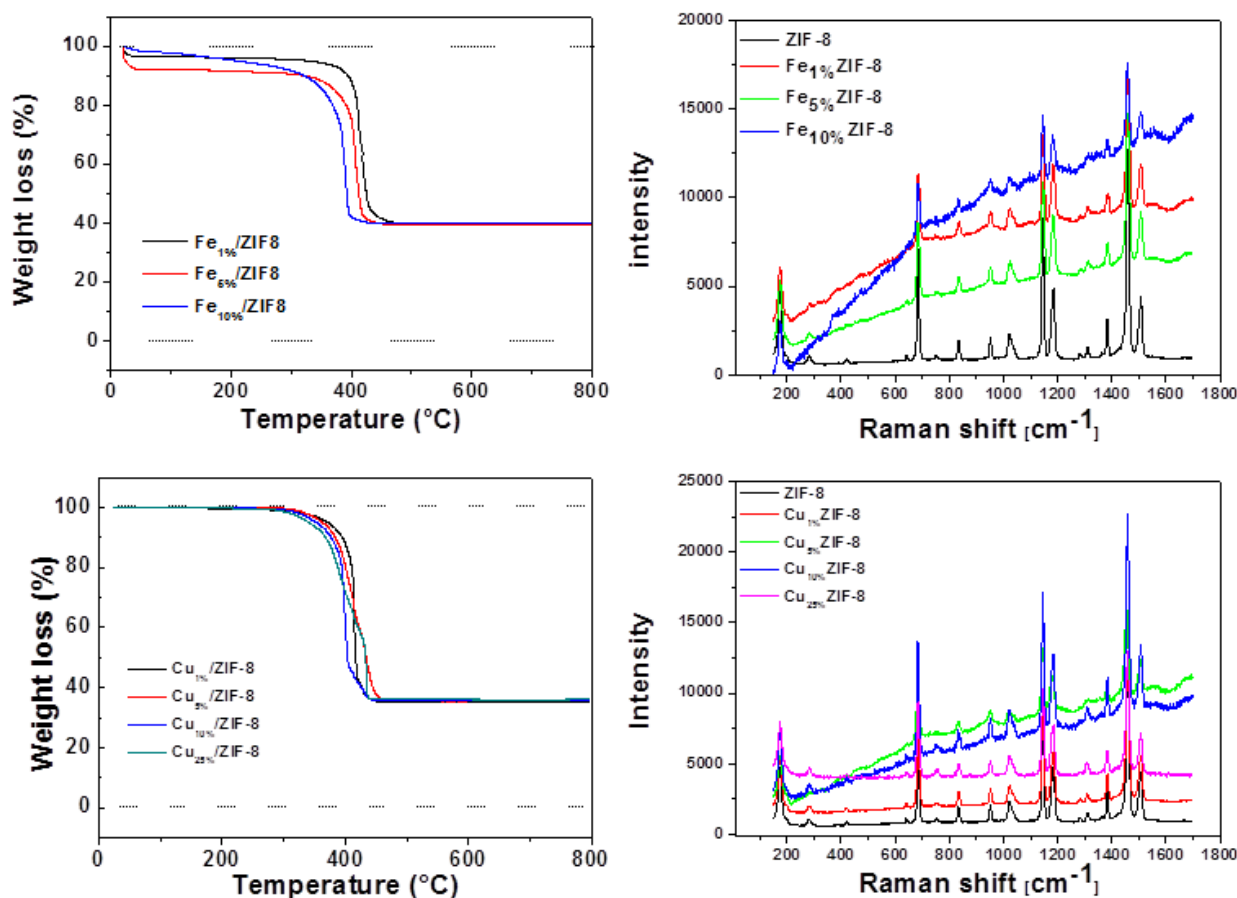 100
80
60
40
20
0
Weight loss (%)
Fe1%/ZIF8
Fe5%/ZIF8
Fe10%/ZIF8
0 200 400 600 800
Temperature (°C)
20000
15000
10000
5000
0
intensity
ZIF-8
Fe1%ZIF-8
Fe5%ZIF-8
Fe10%ZIF-8
200 400 600 800 1000 1200 1400 1600 1800
Raman shift [cm-1]
100
80
60
40
20
0
Weight loss (%)
Cu1%/ZIF-8
Cu5%/ZIF-8
Cu10%/ZIF-8
Cu25%/ZIF-8
0 200 400 600 800
Temperature (°C)
25000
20000
15000
10000
5000
0
Intensity
ZIF-8
Cu1%ZIF-8
Cu5%ZIF-8
Cu10%ZIF-8
Cu25%ZIF-8
200 400 600 800 1000 1200 1400 1600 1800
Raman shift [cm-1]